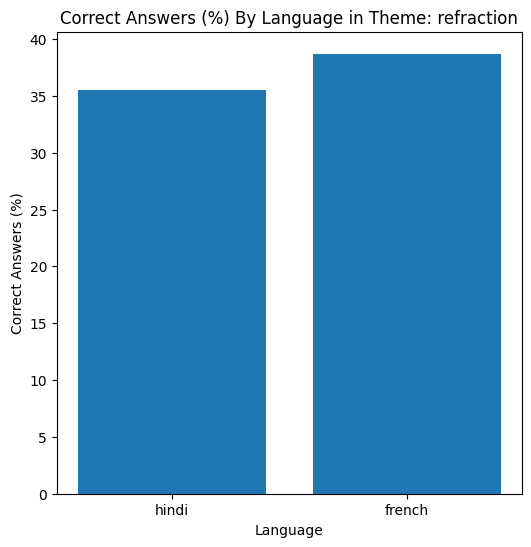 Correct Answers (%) By Language in Theme: refraction
40
35
30
25
20
15
10
5
0
Correct Answers (%)
hindi french
Language